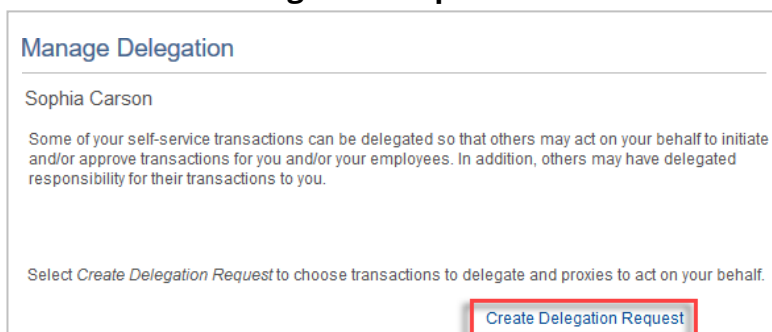 Manage Delegation
Sophia Carson
Some of your self-service transactions can be delegated so that others may act on your behalf to initiate
and/or approve transactions for you and/or your employees. In addition, others may have delegated
responsibility for their transactions to you.
Select Create Delegation Request to choose transactions to delegate and proxies to act on your behalf.
Create Delegation Request